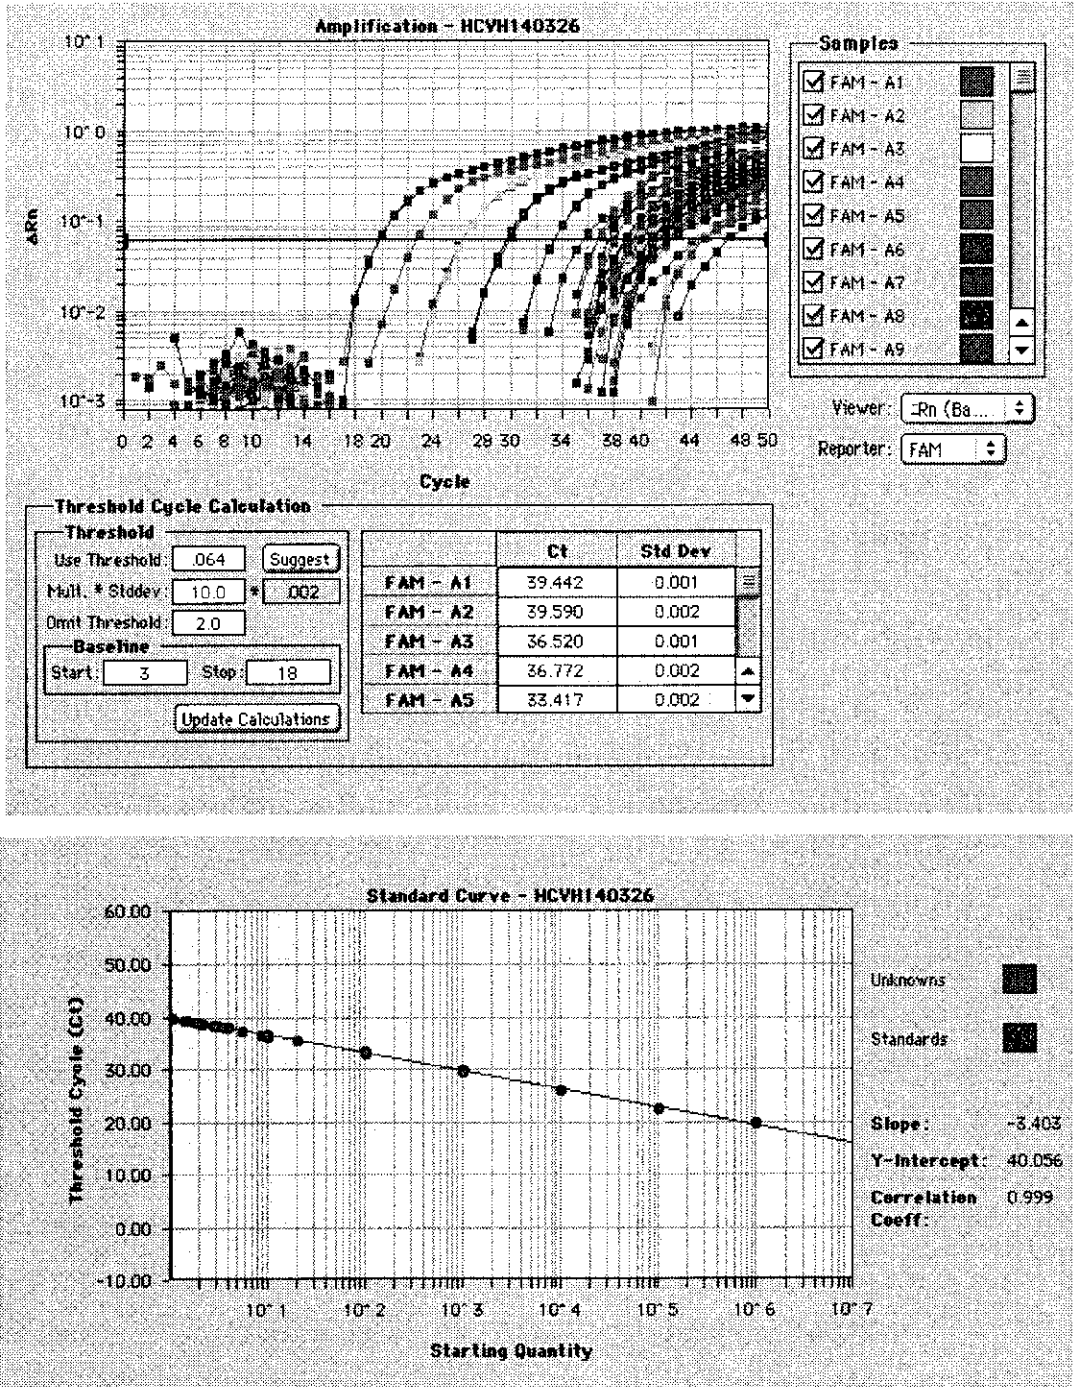 Amplification - HCVH140326
10^1
10^0
10^-1
10^-2
10^-3
ΔRn
0 2 4 6 8 10 14 18 20 24 28 30 34 38 40 44 48 50
Cycle
Samples
FAM - A1
FAM - A2
FAM - A3
FAM - A4
FAM - A5
FAM - A6
FAM - A7
FAM - A8
FAM - A9
Viewer: Rn (Ba...
Reporter: FAM
Threshold Cycle Calculation
Threshold
Use Threshold: .064 Suggest
Mult. * Stddev: 10.0 * .002
Omit Threshold: 2.0
Baseline
Start: 3 Stop: 18
Update Calculations
Ct Std Dev
FAM - A1 39.442 0.001
FAM - A2 39.590 0.002
FAM - A3 36.520 0.001
FAM - A4 36.772 0.002
FAM - A5 33.417 0.002
Standard Curve - HCVH140326
60.00
50.00
40.00
30.00
20.00
10.00
0.00
-10.00
Threshold Cycle (Ct)
10^1 10^2 10^3 10^4 10^5 10^6 10^7
Starting Quantity
Unknowns
Standards
Slope: -3.403
Y-Intercept: 40.056
Correlation 0.999
Coeff: